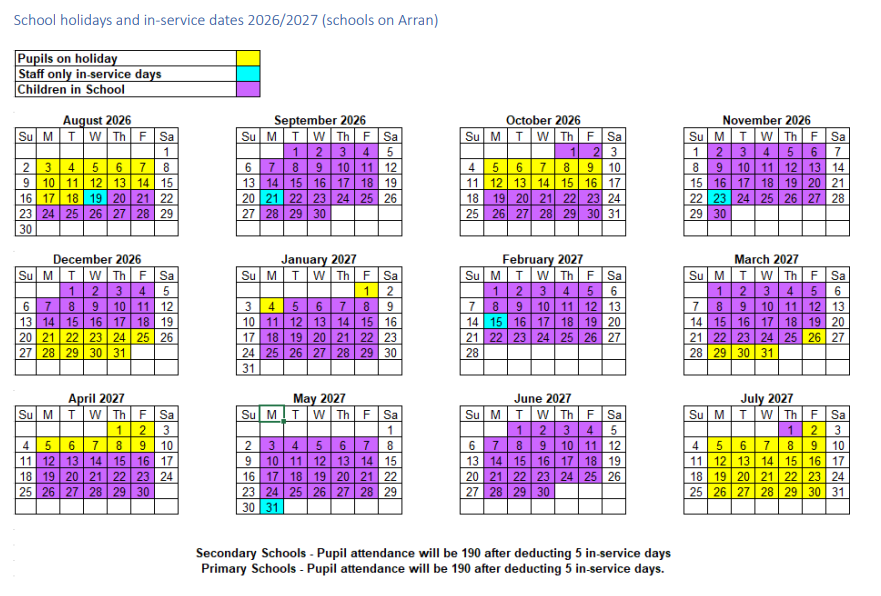 School holidays and in-service dates 2026/2027 (schools on Arran)
Pupils on holiday
Staff only in-service days
Children in School
August 2026 September 2026 October 2026 November 2026
Su M T W Th F Sa Su M T W Th F Sa Su M T W Th F Sa Su M T W Th F Sa
1 1 2 3 4 5 1 2 3 1 2 3 4 5 6 7
2 3 4 5 6 7 8 6 7 8 9 10 11 12 4 5 6 7 8 9 10 8 9 10 11 12 13 14
9 10 11 12 13 14 15 13 14 15 16 17 18 19 11 12 13 14 15 16 17 15 16 17 18 19 20 21
16 17 18 19 20 21 22 20 21 22 23 24 25 26 18 19 20 21 22 23 24 22 23 24 25 26 27 28
23 24 25 26 27 28 29 27 28 29 30 25 26 27 28 29 30 31 29 30
30
December 2026 January 2027 February 2027 March 2027
Su M T W Th F Sa Su M T W Th F Sa Su M T W Th F Sa Su M T W Th F Sa
1 2 3 4 5 1 2 1 2 3 4 5 6 1 2 3 4 5 6
6 7 8 9 10 11 12 3 4 5 6 7 8 9 7 8 9 10 11 12 13 7 8 9 10 11 12 13
13 14 15 16 17 18 19 10 11 12 13 14 15 16 14 15 16 17 18 19 20 14 15 16 17 18 19 20
20 21 22 23 24 25 26 17 18 19 20 21 22 23 21 22 23 24 25 26 27 21 22 23 24 25 26 27
27 28 29 30 31 24 25 26 27 28 29 30 28 28 29 30 31
31
April 2027 May 2027 June 2027 July 2027
Su M T W Th F Sa Su M T W Th F Sa Su M T W Th F Sa Su M T W Th F Sa
1 2 3 1 1 2 3 4 5 1 2 3
4 5 6 7 8 9 10 2 3 4 5 6 7 8 6 7 8 9 10 11 12 4 5 6 7 8 9 10
11 12 13 14 15 16 17 9 10 11 12 13 14 15 13 14 15 16 17 18 19 11 12 13 14 15 16 17
18 19 20 21 22 23 24 16 17 18 19 20 21 22 20 21 22 23 24 25 26 18 19 20 21 22 23 24
25 26 27 28 29 30 23 24 25 26 27 28 29 27 28 29 30 25 26 27 28 29 30 31
30 31
Secondary Schools - Pupil attendance will be 190 after deducting 5 in-service days
Primary Schools - Pupil attendance will be 190 after deducting 5 in-service days.